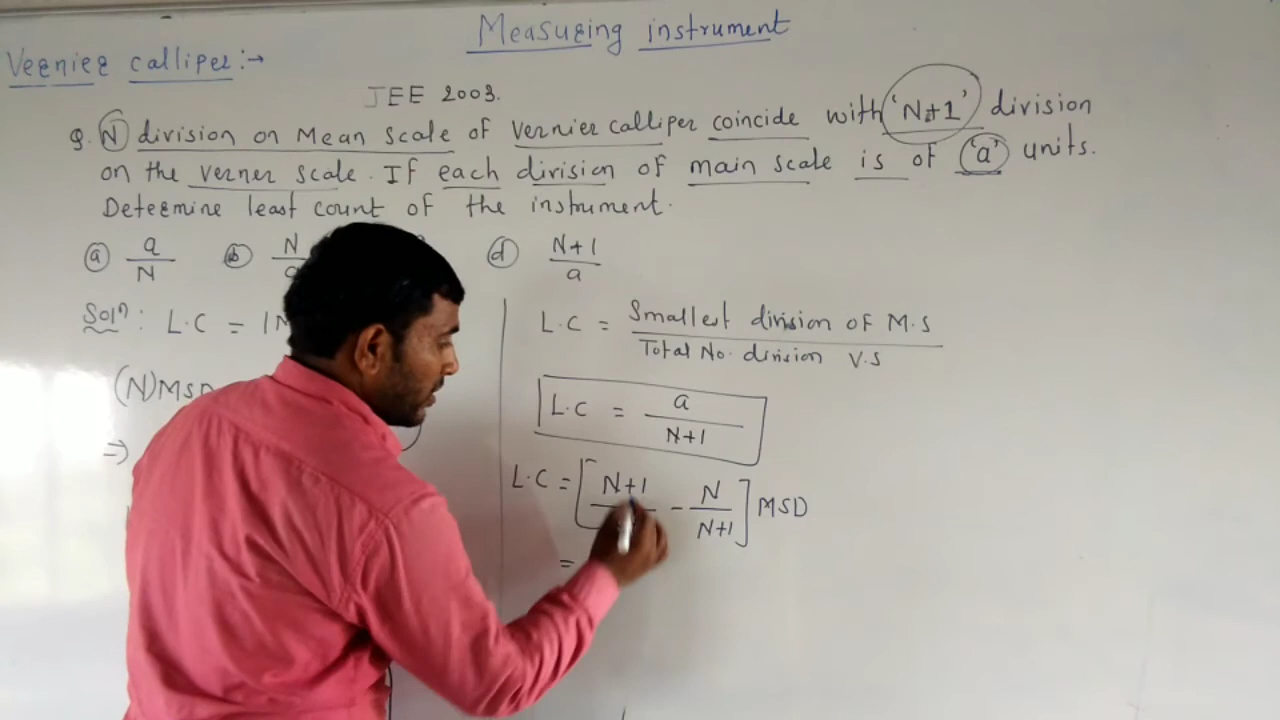 Measuring instrument
Vernier calliper :→
JEE 2003.
Q. N division on Mean scale of vernier calliper coincide with 'N+1' division
on the verner scale. If each division of main scale is of 'a' units.
Determine least count of the instrument.
(a) a/N (b) N/a (d) N+1/a
Soln: L.C = 1M
(N)MSD
⇒
L.C = Smallest division of M.S / Total No. division V.S
L.C = a / N+1
L.C = [N+1 - N/N+1] MSD
=